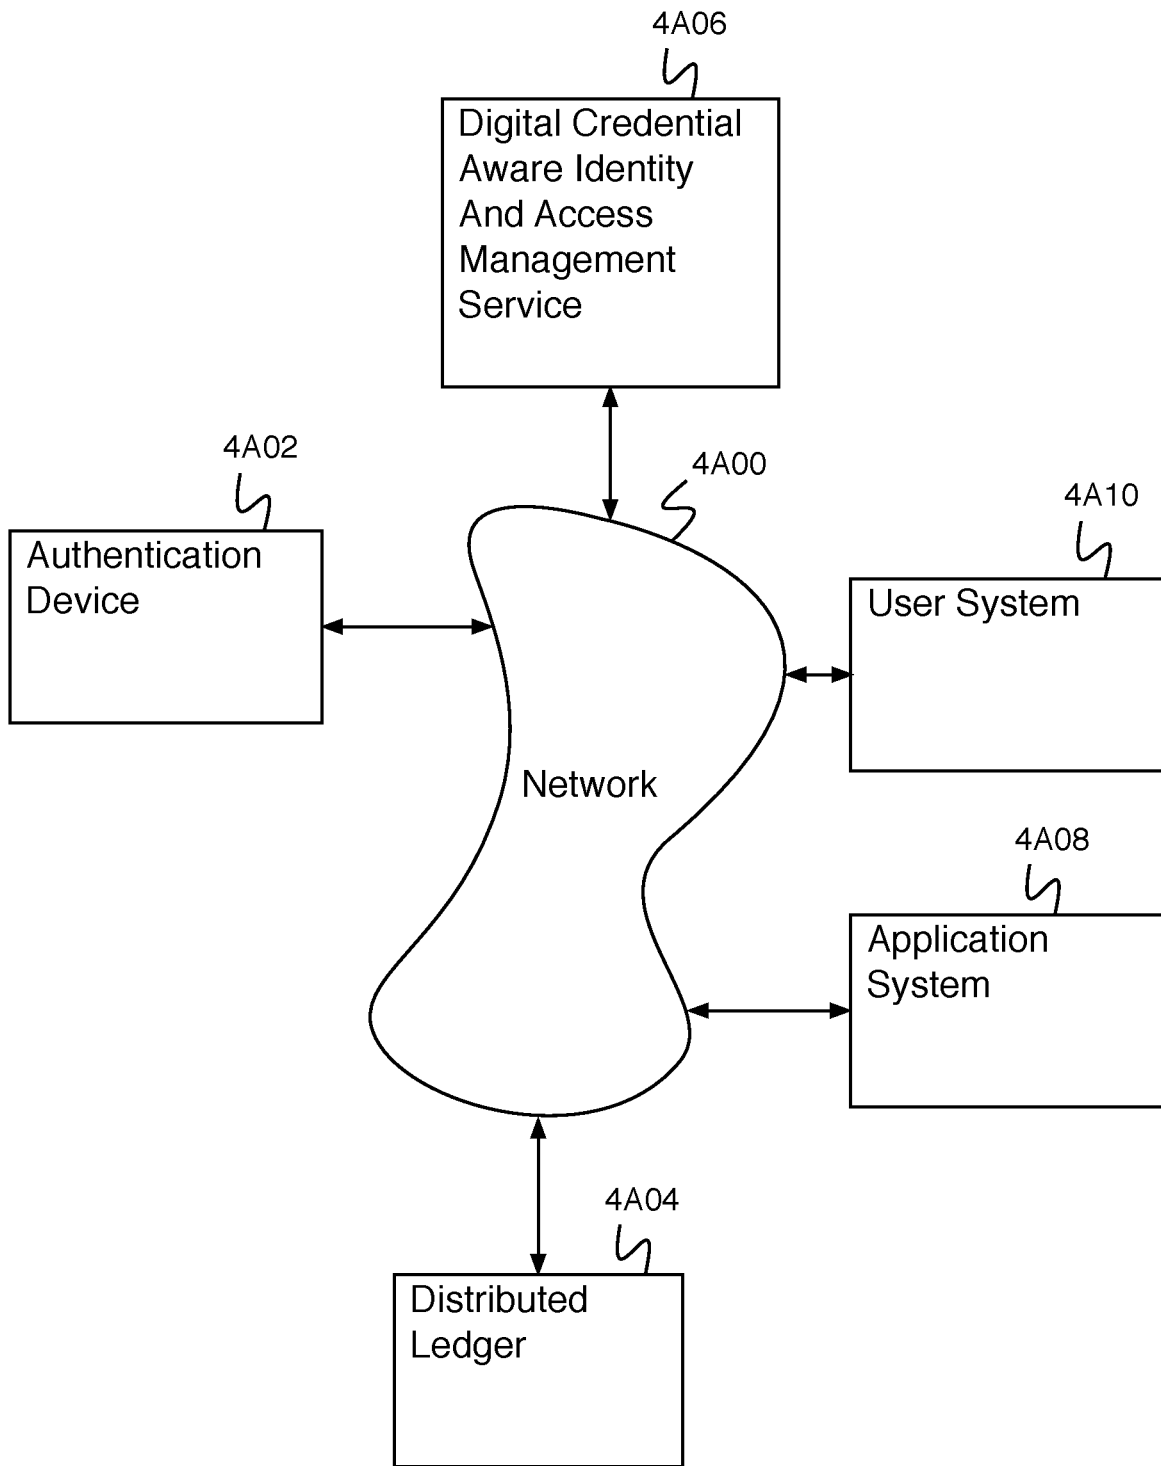 4A06
Digital Credential
Aware Identity
And Access
Management
Service
4A02
4A00
4A10
Authentication
Device
User System
Network
4A08
Application
System
4A04
Distributed
Ledger